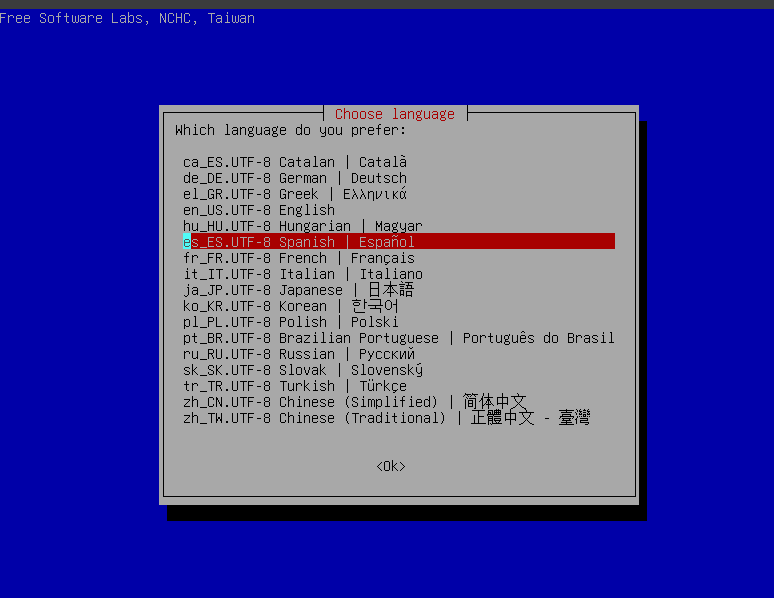 Free Software Labs, NCHC, Taiwan
Choose language
Which language do you prefer:
ca_ES.UTF-8 Catalan | Català
de_DE.UTF-8 German | Deutsch
el_GR.UTF-8 Greek | Ελληνικά
en_US.UTF-8 English
hu_HU.UTF-8 Hungarian | Magyar
es_ES.UTF-8 Spanish | Español
fr_FR.UTF-8 French | Français
it_IT.UTF-8 Italian | Italiano
ja_JP.UTF-8 Japanese | 日本語
ko_KR.UTF-8 Korean | 한국어
pl_PL.UTF-8 Polish | Polski
pt_BR.UTF-8 Brazilian Portuguese | Português do Brasil
ru_RU.UTF-8 Russian | Русский
sk_SK.UTF-8 Slovak | Slovenský
tr_TR.UTF-8 Turkish | Türkçe
zh_CN.UTF-8 Chinese (Simplified) | 简体中文
zh_TW.UTF-8 Chinese (Traditional) | 正體中文 - 臺灣
<Ok>